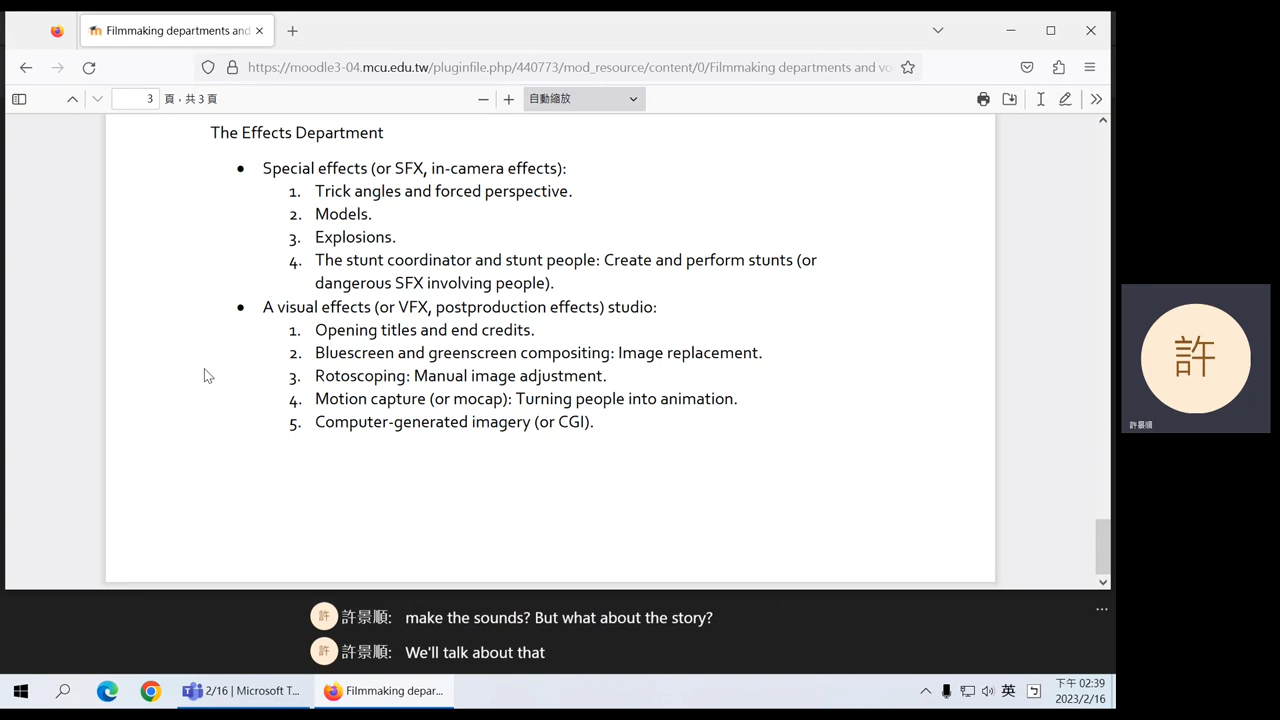 Filmmaking departments and
https://moodle3-04.mcu.edu.tw/pluginfile.php/440773/mod_resource/content/0/Filmmaking departments and vo
3 頁，共 3 頁
自動縮放
The Effects Department
• Special effects (or SFX, in-camera effects):
1. Trick angles and forced perspective.
2. Models.
3. Explosions.
4. The stunt coordinator and stunt people: Create and perform stunts (or
dangerous SFX involving people).
• A visual effects (or VFX, postproduction effects) studio:
1. Opening titles and end credits.
2. Bluescreen and greenscreen compositing: Image replacement.
3. Rotoscoping: Manual image adjustment.
4. Motion capture (or mocap): Turning people into animation.
5. Computer-generated imagery (or CGI).
許
許景順
許 許景順: make the sounds? But what about the story?
許 許景順: We'll talk about that
2/16 | Microsoft T...
Filmmaking depar...
英
下午 02:39
2023/2/16